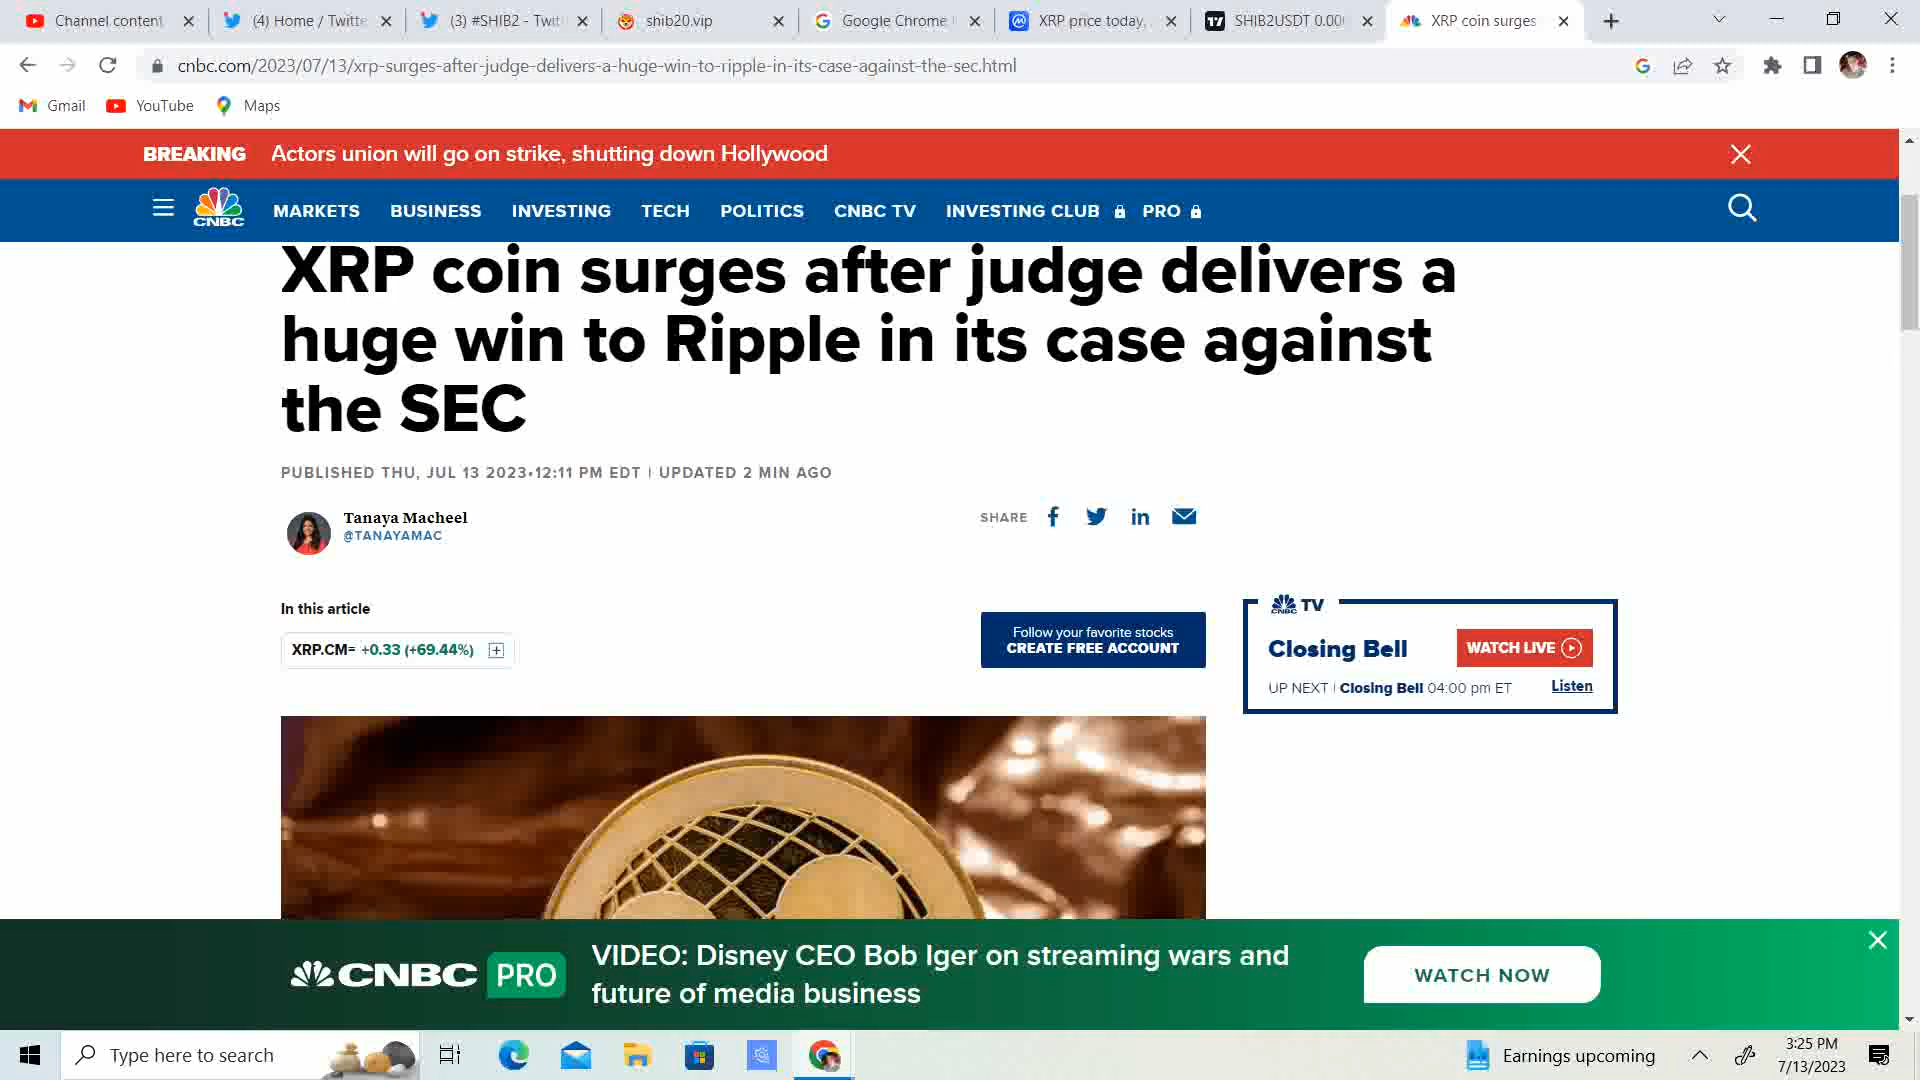 Channel content
(4) Home / Twitte
(3) #SHIB2 - Twit
shib20.vip
Google Chrome
XRP price today,
SHIB2USDT 0.00
XRP coin surges
cnbc.com/2023/07/13/xrp-surges-after-judge-delivers-a-huge-win-to-ripple-in-its-case-against-the-sec.html
Gmail
YouTube
Maps
BREAKING Actors union will go on strike, shutting down Hollywood
CNBC
MARKETS BUSINESS INVESTING TECH POLITICS CNBC TV INVESTING CLUB PRO
XRP coin surges after judge delivers a
huge win to Ripple in its case against
the SEC
PUBLISHED THU, JUL 13 2023•12:11 PM EDT | UPDATED 2 MIN AGO
Tanaya Macheel
@TANAYAMAC
SHARE
In this article
XRP.CM= +0.33 (+69.44%)
Follow your favorite stocks
CREATE FREE ACCOUNT
CNBC TV
Closing Bell
WATCH LIVE
UP NEXT | Closing Bell 04:00 pm ET
Listen
CNBC PRO
VIDEO: Disney CEO Bob Iger on streaming wars and
future of media business
WATCH NOW
Type here to search
Earnings upcoming
3:25 PM
7/13/2023